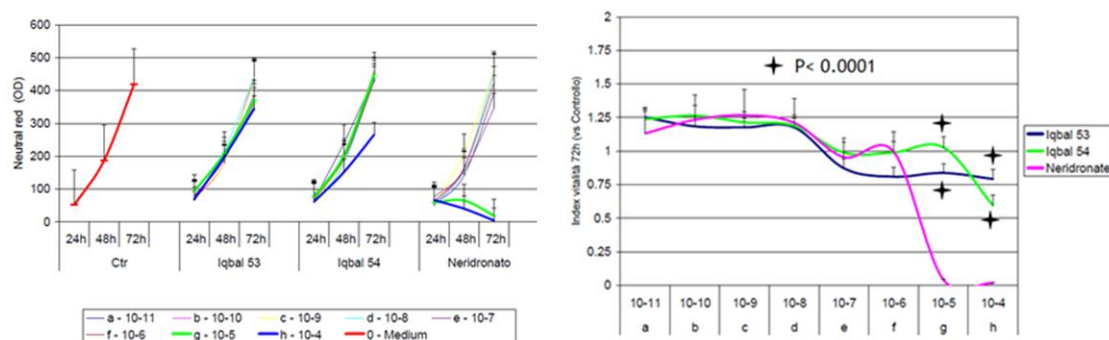 600
500
400
300
200
100
0
Neutral red (OD)
24h 48h 72h 24h 48h 72h 24h 48h 72h 24h 48h 72h
Ctr Iqbal 53 Iqbal 54 Neridronato
a - 10-11 b - 10-10 c - 10-9 d - 10-8 e - 10-7
f - 10-6 g - 10-5 h - 10-4 0 - Medium
2
1.75
1.5
1.25
1
0.75
0.5
0.25
0
Index vitalità 72h (vs Controllo)
P< 0.0001
Iqbal 53
Iqbal 54
Neridronate
10-11 10-10 10-9 10-8 10-7 10-6 10-5 10-4
a b c d e f g h